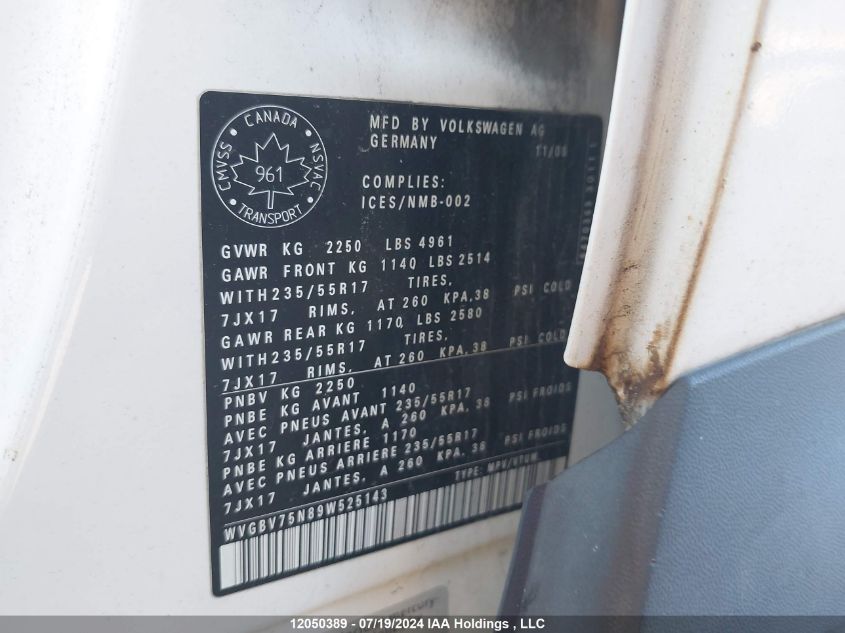 CANADA
CMVSS
NSVAC
961
TRANSPORT
MFD BY VOLKSWAGEN AG
GERMANY
11/08
COMPLIES:
ICES/NMB-002
GVWR KG 2250 LBS 4961
GAWR FRONT KG 1140 LBS 2514
WITH235/55R17 TIRES,
7JX17 RIMS, AT 260 KPA,38 PSI COLD
GAWR REAR KG 1170 LBS 2580
WITH235/55R17 TIRES,
7JX17 RIMS, AT 260 KPA,38 PSI COLD
PNBV KG 2250
PNBE KG AVANT 1140
AVEC PNEUS AVANT 235/55R17
7JX17 JANTES, A 260 KPA, 38 PSI FROIDS
PNBE KG ARRIERE 1170
AVEC PNEUS ARRIERE 235/55R17
7JX17 JANTES, A 260 KPA, 38 PSI FROIDS
TYPE: MPV/VTUM
WVGBV75N89W525143
mercury
12050389 - 07/19/2024 IAA Holdings , LLC